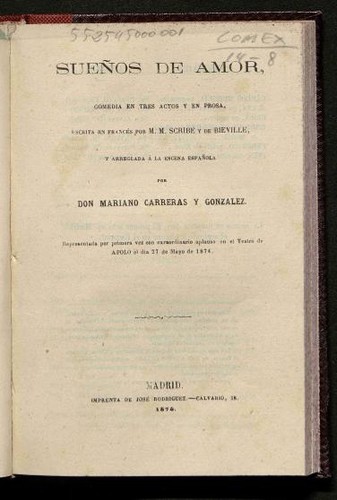 552545000001
COMEX
14-8
SUEÑOS DE AMOR,
COMEDIA EN TRES ACTOS Y EN PROSA,
ESCRITA EN FRANCÉS POR M. M. SCRIBE Y DE BIEVILLE,
Y ARREGLADA Á LA ESCENA ESPAÑOLA
POR
DON MARIANO CARRERAS Y GONZALEZ.
Representada por primera vez con extraordinario aplauso en el Teatro de
APOLO el dia 27 de Mayo de 1876.
MADRID.
IMPRENTA DE JOSÉ RODRIGUEZ.—CALVARIO, 18.
1876.